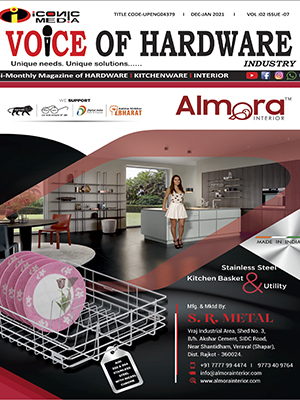 iCONiC
MEDiA
TITLE CODE-UPENG04379 | DEC-JAN 2021 | VOL :02 ISSUE -07
VOiCE OF HARDWARE
Unique needs. Unique solutions......
INDUSTRY
i-Monthly Magazine of HARDWARE | KITCHENWARE | INTERIOR
WE SUPPORT
Almora™
INTERIOR
MADE IN INDIA
Stainless Steel
Kitchen Basket & Utility
Mfg. & Mktd By:
S. R. METAL
Vraj Industrial Area, Shed No. 3,
B/h. Akshar Cement, SIDC Road,
Near Shantidham, Veraval (Shapar),
Dist. Rajkot - 360024.
+91 77777 99 4474 | 9773 40 9764
info@almorainterior.com
www.almorainterior.com